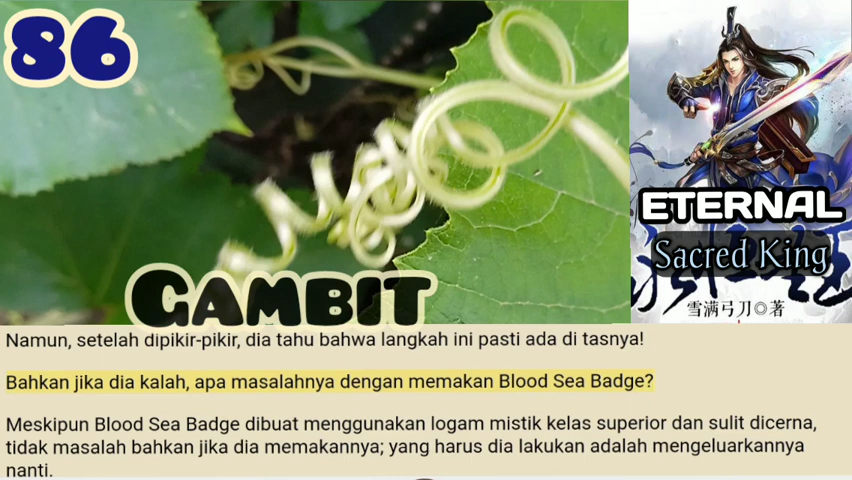 86
GAMBIT
ETERNAL
Sacred King
雪满弓刀◎著
Namun, setelah dipikir-pikir, dia tahu bahwa langkah ini pasti ada di tasnya!
Bahkan jika dia kalah, apa masalahnya dengan memakan Blood Sea Badge?
Meskipun Blood Sea Badge dibuat menggunakan logam mistik kelas superior dan sulit dicerna,
tidak masalah bahkan jika dia memakannya; yang harus dia lakukan adalah mengeluarkannya
nanti.